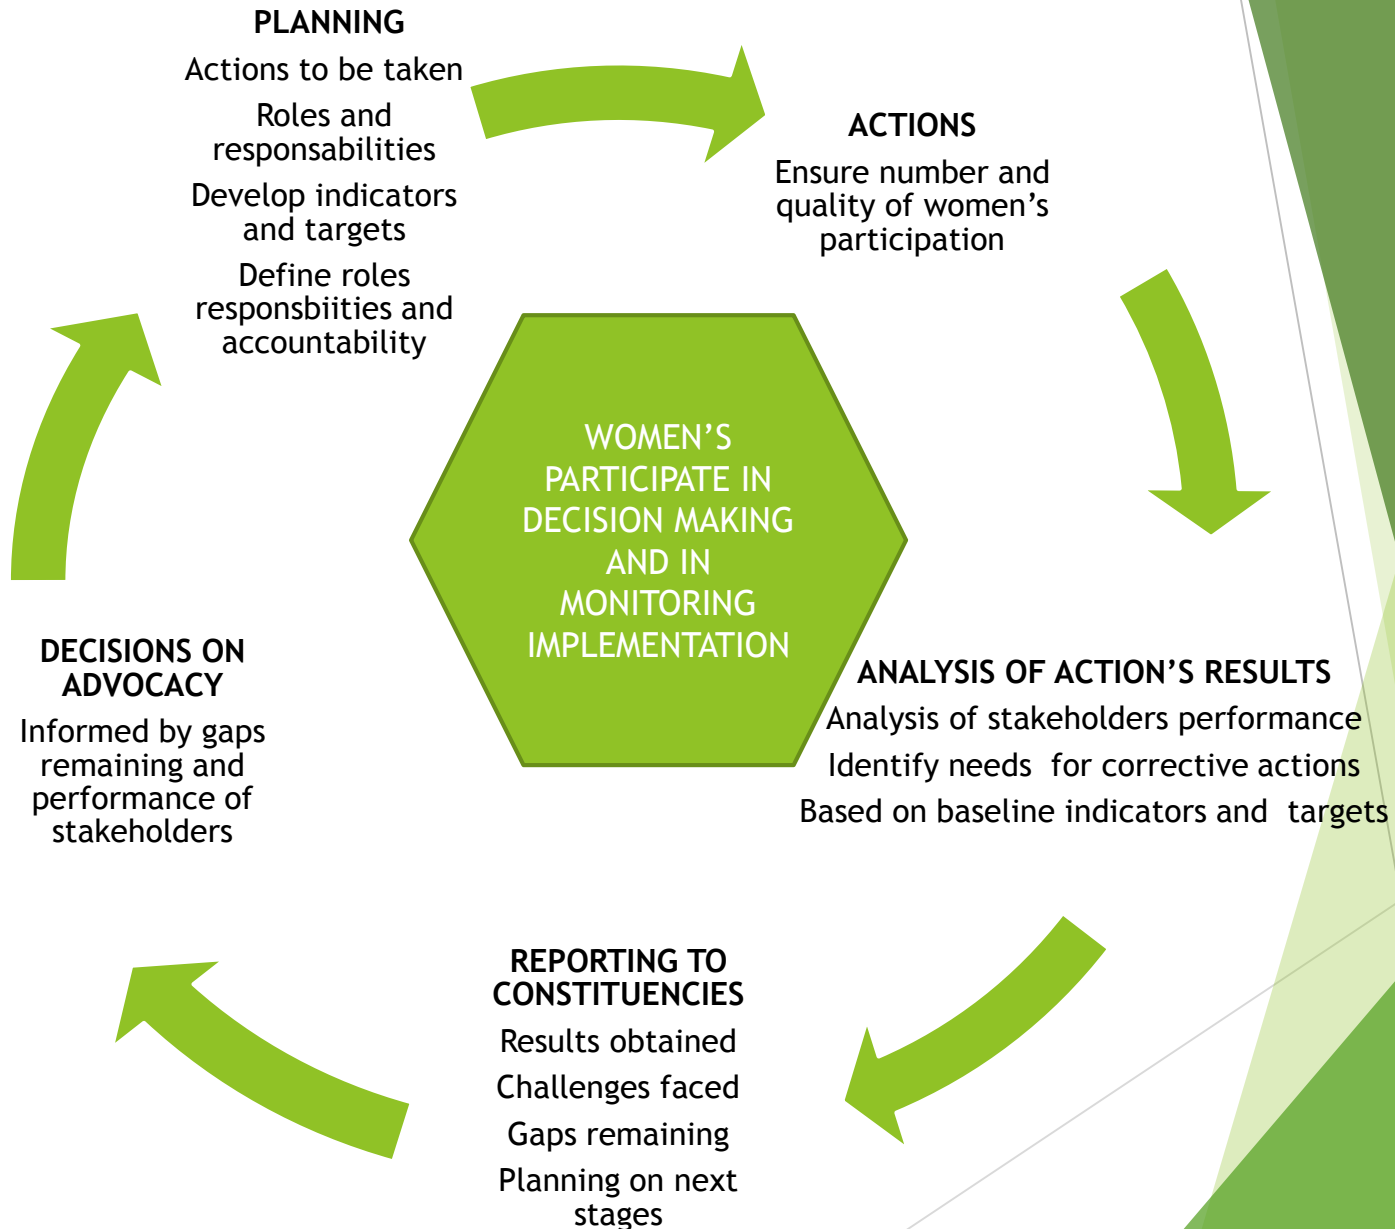 PLANNING
Actions to be taken
Roles and
responsabilities
Develop indicators
and targets
Define roles
responsbiities and
accountability
ACTIONS
Ensure number and
quality of women’s
participation
WOMEN’S
PARTICIPATE IN
DECISION MAKING
AND IN
MONITORING
IMPLEMENTATION
ANALYSIS OF ACTION’S RESULTS
Analysis of stakeholders performance
Identify needs  for corrective actions
Based on baseline indicators and  targets
REPORTING TO
CONSTITUENCIES
Results obtained
Challenges faced
Gaps remaining
Planning on next
stages
DECISIONS ON
ADVOCACY
Informed by gaps
remaining and
performance of
stakeholders